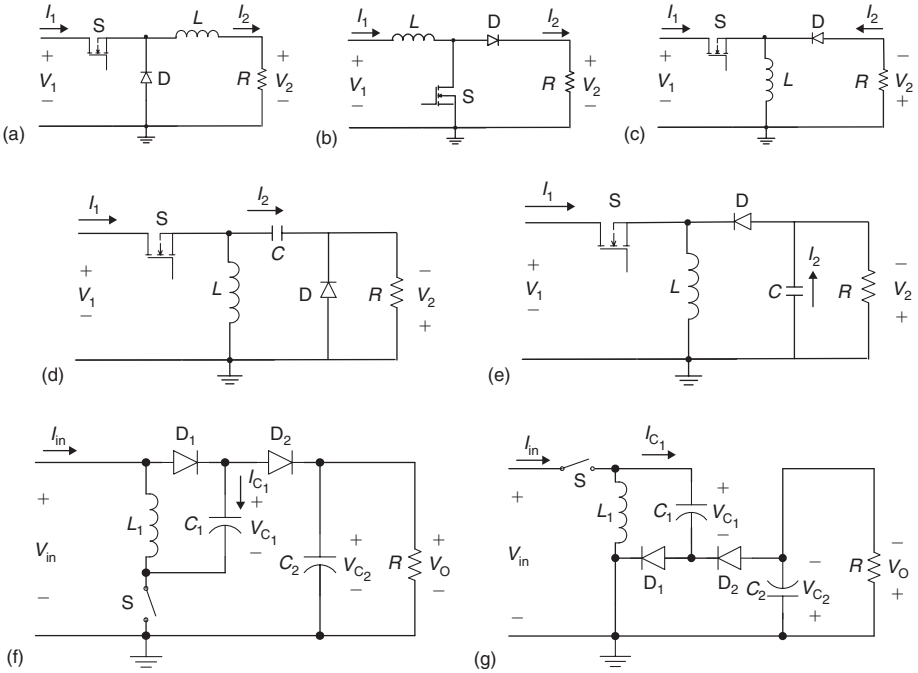 I1 S L I2
+ V1 − D R + V2 −
(a)
I1 L D I2
+ V1 − S R + V2 −
(b)
I1 S D I2
+ V1 − L R − V2 +
(c)
I1 S I2 C
+ V1 − L D R − V2 +
(d)
I1 S D
+ V1 − L C I2 R − V2 +
(e)
Iin D1 D2
+ Vin − L1 C1 IC1 + VC1 − C2 + VC2 − R + VO −
S
(f)
Iin S IC1
+ Vin − L1 C1 + VC1 −
D1 D2 C2 − VC2 + R − VO +
(g)